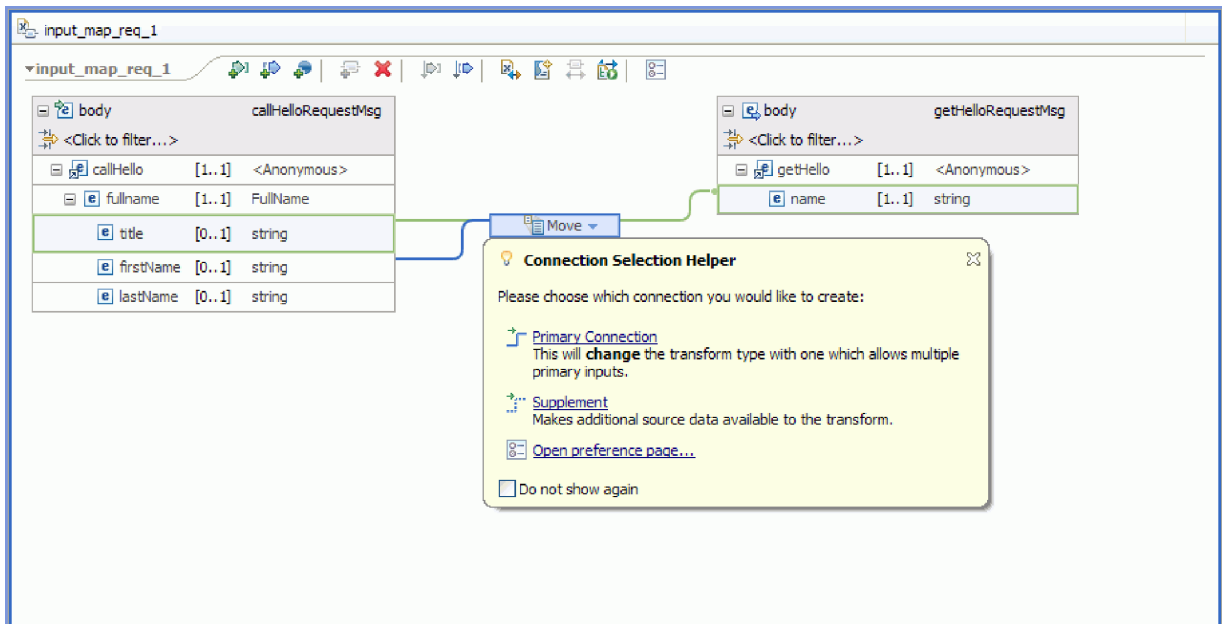 input_map_req_1
input_map_req_1
body callHelloRequestMsg
<Click to filter...>
callHello [1..1] <Anonymous>
fullname [1..1] FullName
title [0..1] string
firstName [0..1] string
lastName [0..1] string
body getHelloRequestMsg
<Click to filter...>
getHello [1..1] <Anonymous>
name [1..1] string
Move
Connection Selection Helper
Please choose which connection you would like to create:
Primary Connection
This will change the transform type with one which allows multiple
primary inputs.
Supplement
Makes additional source data available to the transform.
Open preference page...
Do not show again